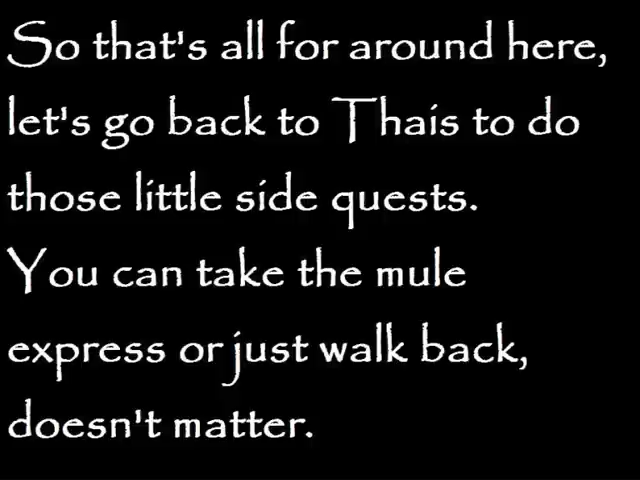 So that's all for around here,
let's go back to Thais to do
those little side quests.
You can take the mule
express or just walk back,
doesn't matter.